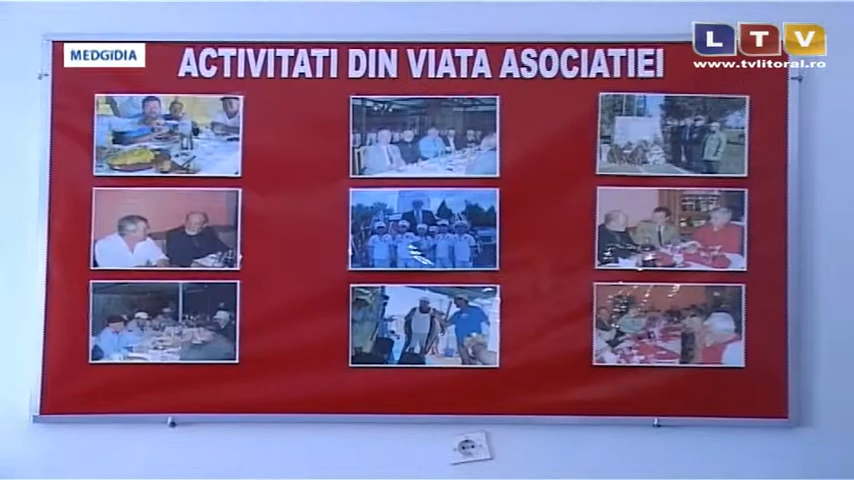 LTV
www.tvlitoral.ro
MEDGIDIA
ACTIVITATI DIN VIATA ASOCIATIEI